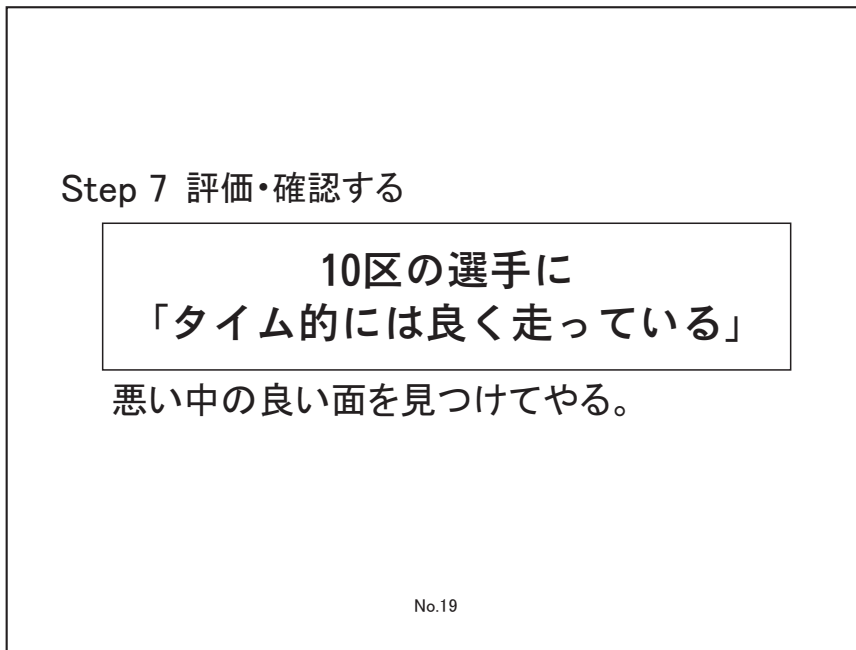 Step 7 評価・確認する
10区の選手に
「タイム的には良く走っている」
悪い中の良い面を見つけてやる。
No.19